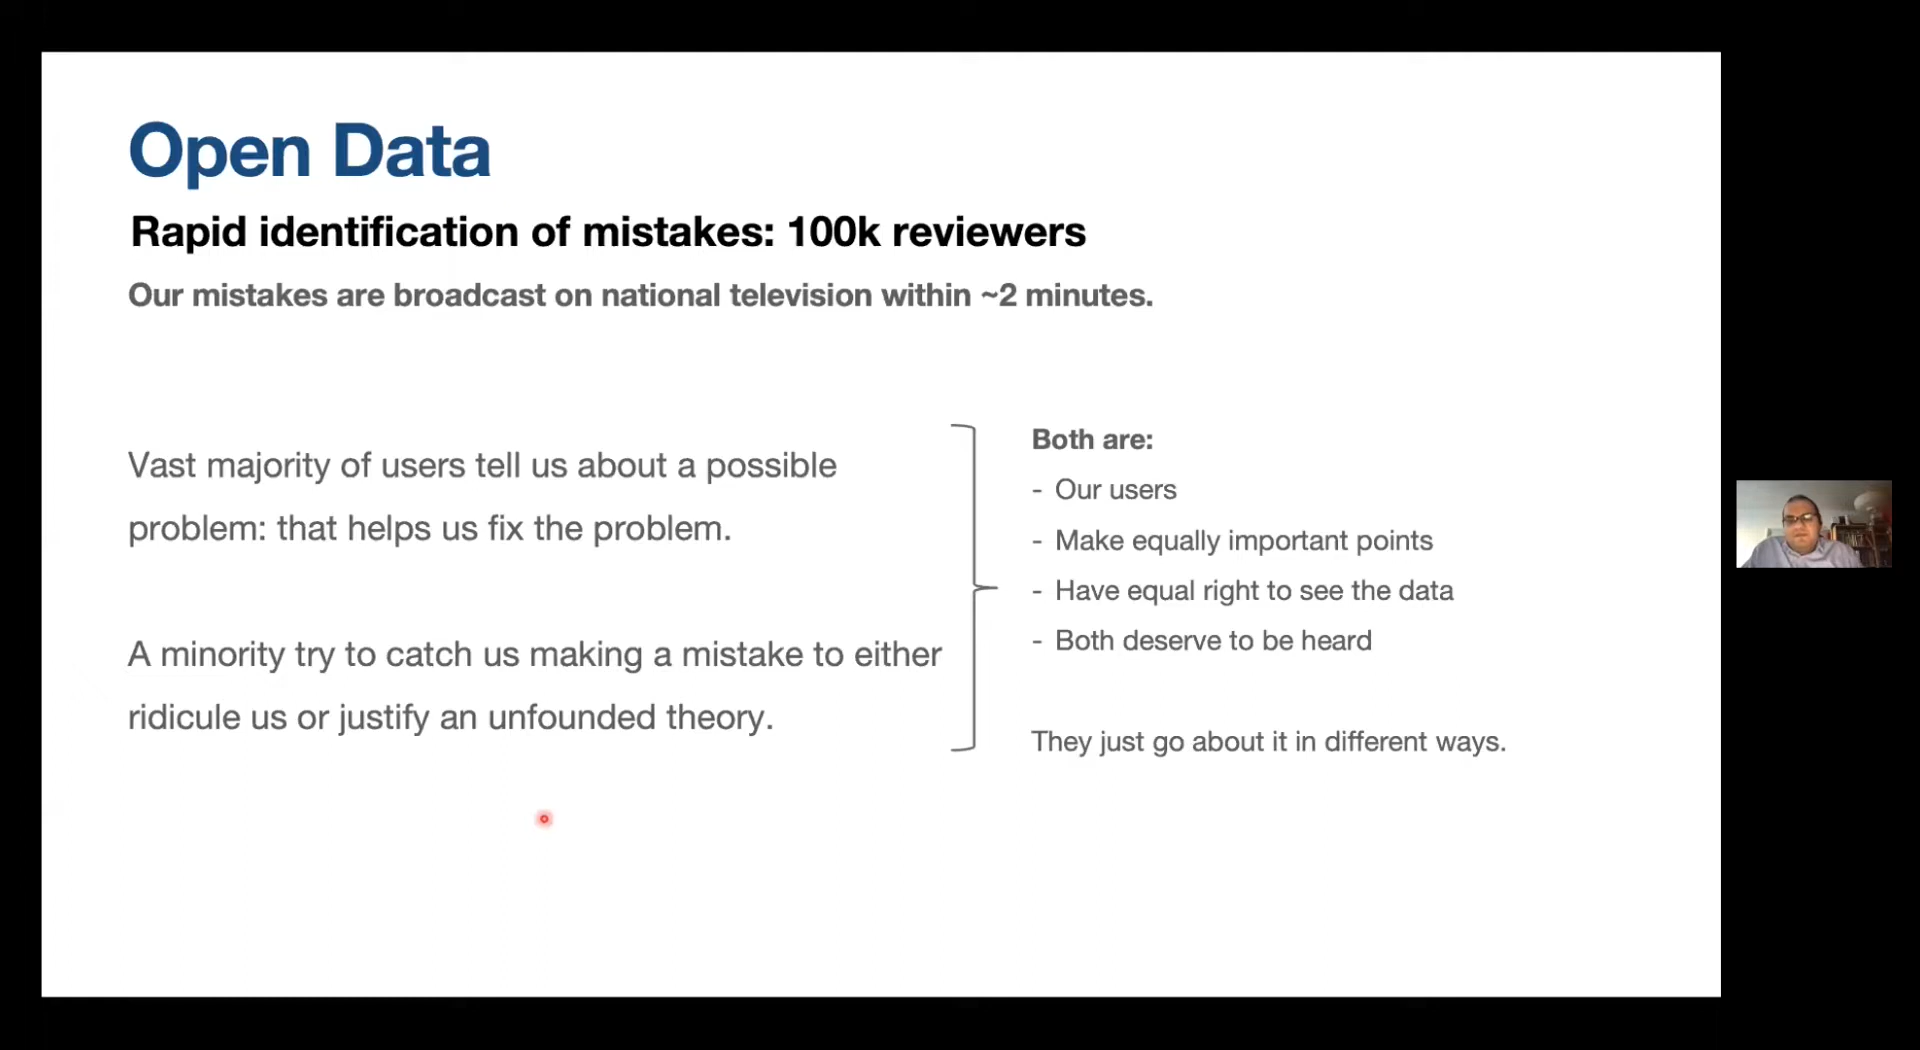 Open Data
Rapid identification of mistakes: 100k reviewers
Our mistakes are broadcast on national television within ~2 minutes.
Vast majority of users tell us about a possible
problem: that helps us fix the problem.
A minority try to catch us making a mistake to either
ridicule us or justify an unfounded theory.
Both are:
- Our users
- Make equally important points
- Have equal right to see the data
- Both deserve to be heard
They just go about it in different ways.